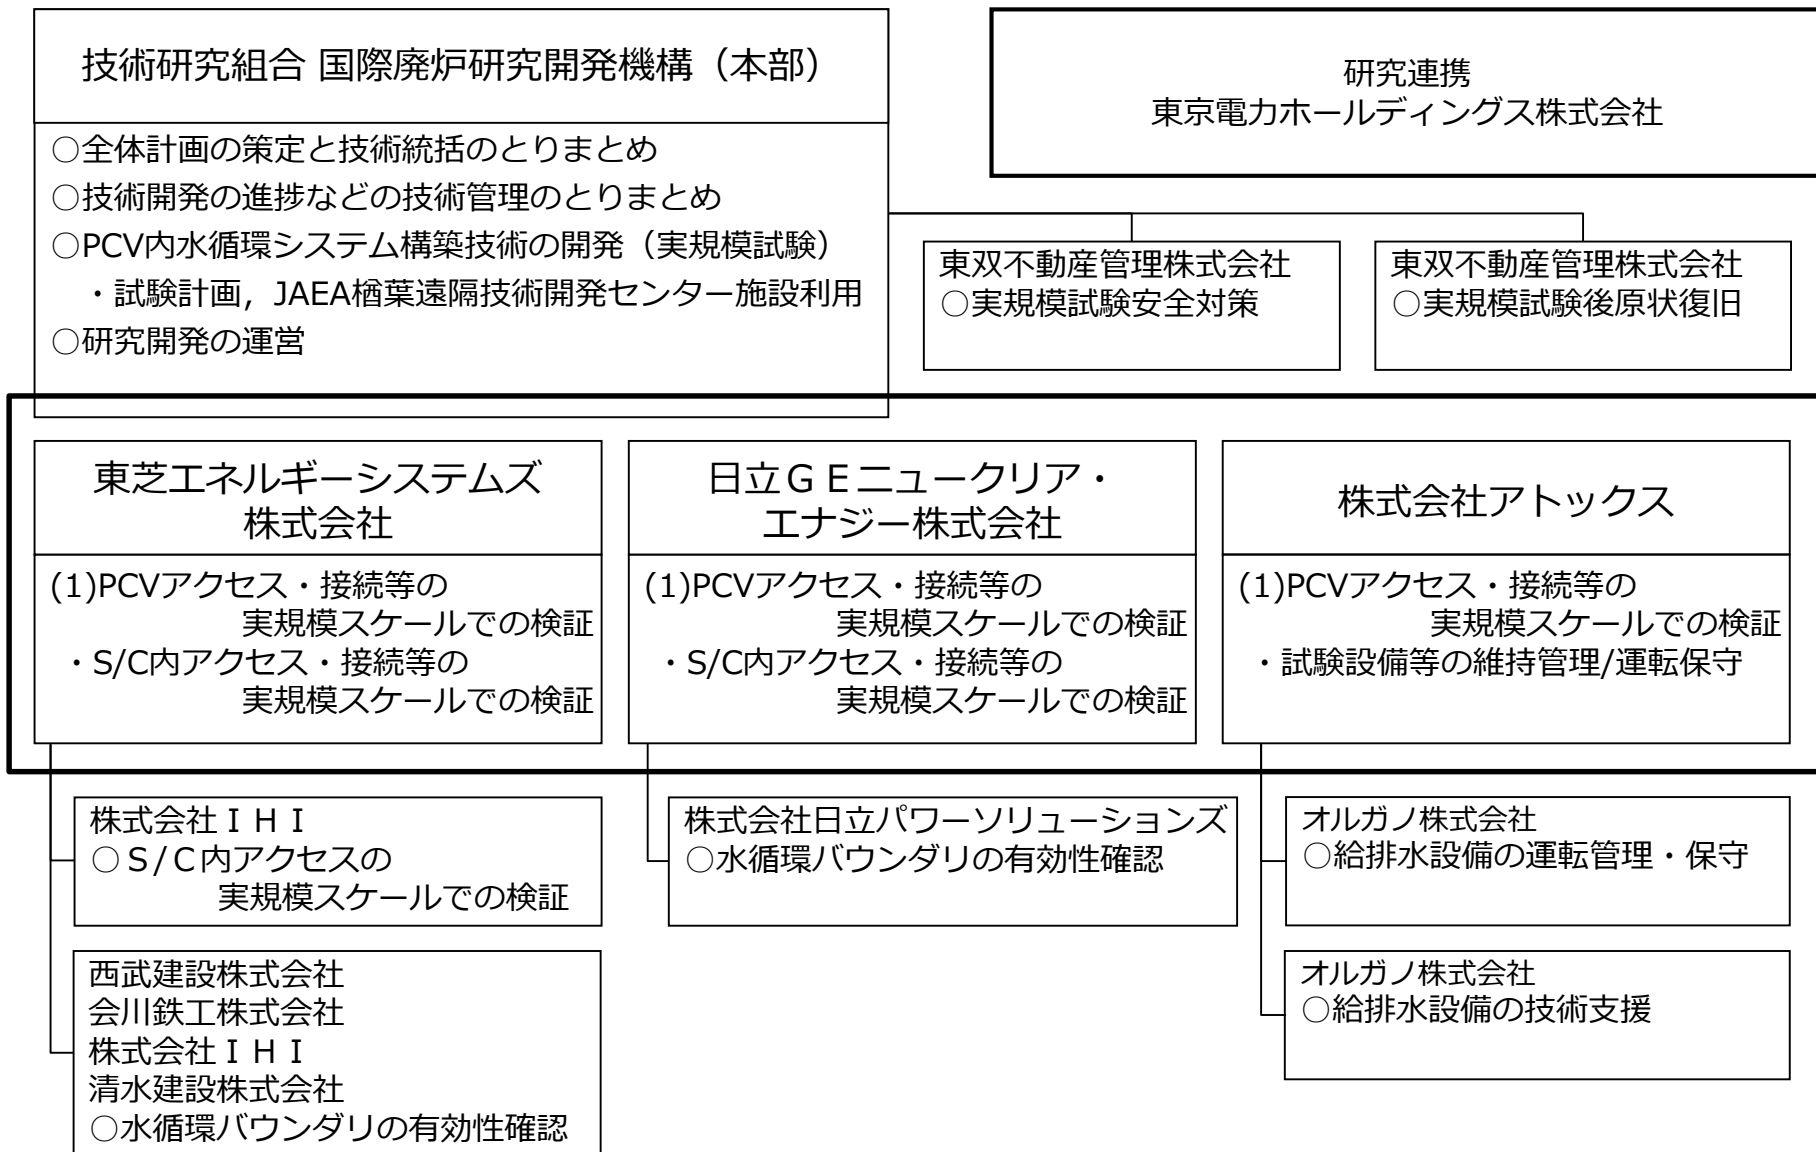 技術研究組合 国際廃炉研究開発機構（本部）
○全体計画の策定と技術統括のとりまとめ
○技術開発の進捗などの技術管理のとりまとめ
○PCV内水循環システム構築技術の開発（実規模試験）
・試験計画，JAEA楢葉遠隔技術開発センター施設利用
○研究開発の運営
研究連携
東京電力ホールディングス株式会社
東双不動産管理株式会社
○実規模試験安全対策
東双不動産管理株式会社
○実規模試験後原状復旧
東芝エネルギーシステムズ
株式会社
(1)PCVアクセス・接続等の
実規模スケールでの検証
・S/C内アクセス・接続等の
実規模スケールでの検証
日立ＧＥニュークリア・
エナジー株式会社
(1)PCVアクセス・接続等の
実規模スケールでの検証
・S/C内アクセス・接続等の
実規模スケールでの検証
株式会社アトックス
(1)PCVアクセス・接続等の
実規模スケールでの検証
・試験設備等の維持管理/運転保守
株式会社ＩＨＩ
○Ｓ/Ｃ内アクセスの
実規模スケールでの検証
西武建設株式会社
会川鉄工株式会社
株式会社ＩＨＩ
清水建設株式会社
○水循環バウンダリの有効性確認
株式会社日立パワーソリューションズ
○水循環バウンダリの有効性確認
オルガノ株式会社
○給排水設備の運転管理・保守
オルガノ株式会社
○給排水設備の技術支援